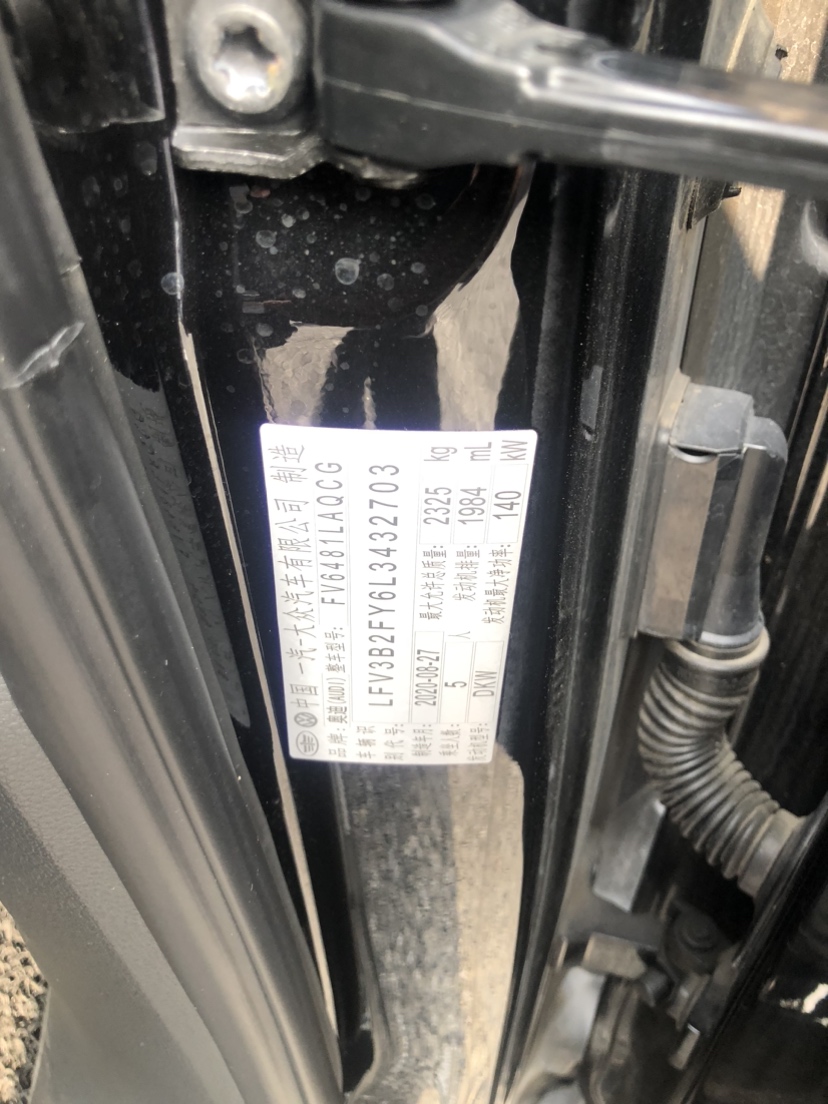 中国 一汽-大众汽车有限公司 制造
品牌: 奥迪(AUDI) 整车型号: FV6481LAQCG
车辆识别代号: LFV3B2FY6L3432703
制造年月: 2020-08-27 最大允许总质量: 2325 kg
乘坐人数: 5 人 发动机排量: 1984 mL
发动机型号: DKW 发动机最大净功率: 140 kW